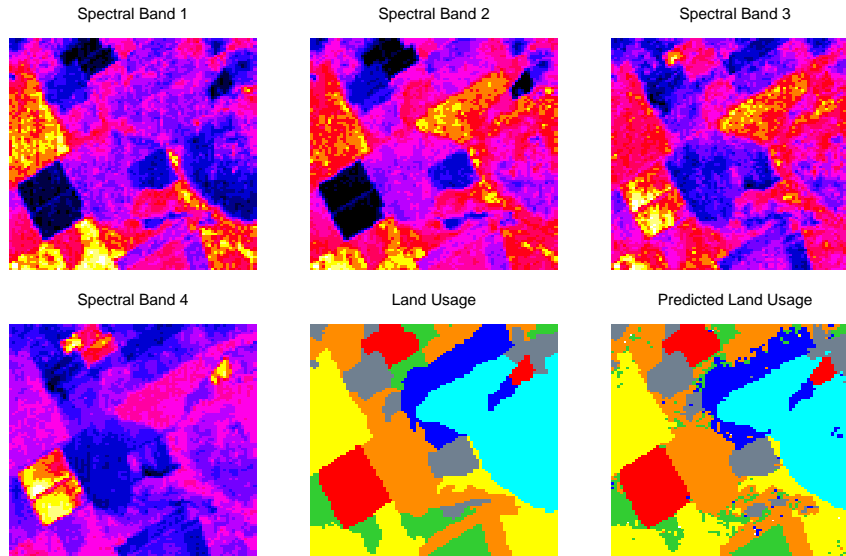 Spectral Band 1
Spectral Band 2
Spectral Band 3
Spectral Band 4
Land Usage
Predicted Land Usage